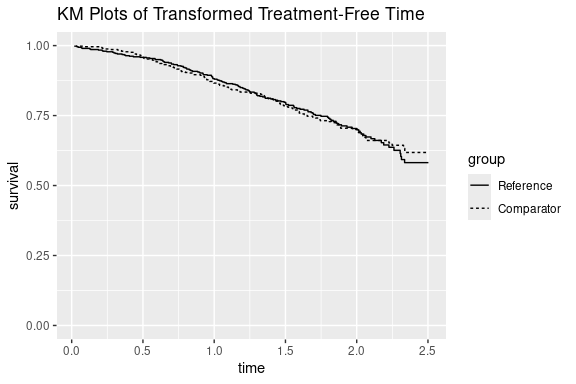 KM Plots of Transformed Treatment-Free Time
survival
1.00
0.75
0.50
0.25
0.00
0.0 0.5 1.0 1.5 2.0 2.5
time
group
Reference
Comparator